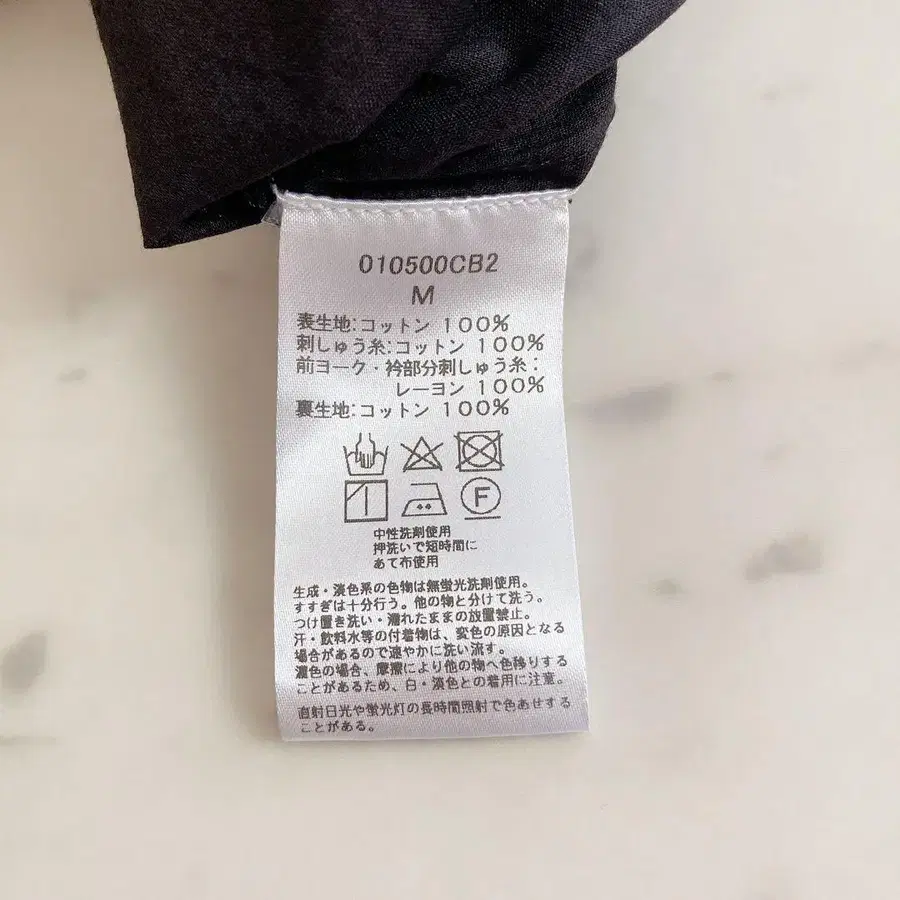 010500CB2
M
表生地:コットン 100%
刺しゅう糸:コットン 100%
前ヨーク・衿部分刺しゅう糸:
レーヨン 100%
裏生地:コットン 100%
F
中性洗剤使用
押洗いで短時間に
あて布使用
生成・淡色系の色物は無蛍光洗剤使用。
すすぎは十分行う。他の物と分けて洗う。
つけ置き洗い・濡れたままの放置禁止。
汗・飲料水等の付着物は、変色の原因となる
場合があるので速やかに洗い流す。
濃色の場合、摩擦により他の物へ色移りする
ことがあるため、白・淡色との着用に注意。
直射日光や蛍光灯の長時間照射で色あせする
ことがある。